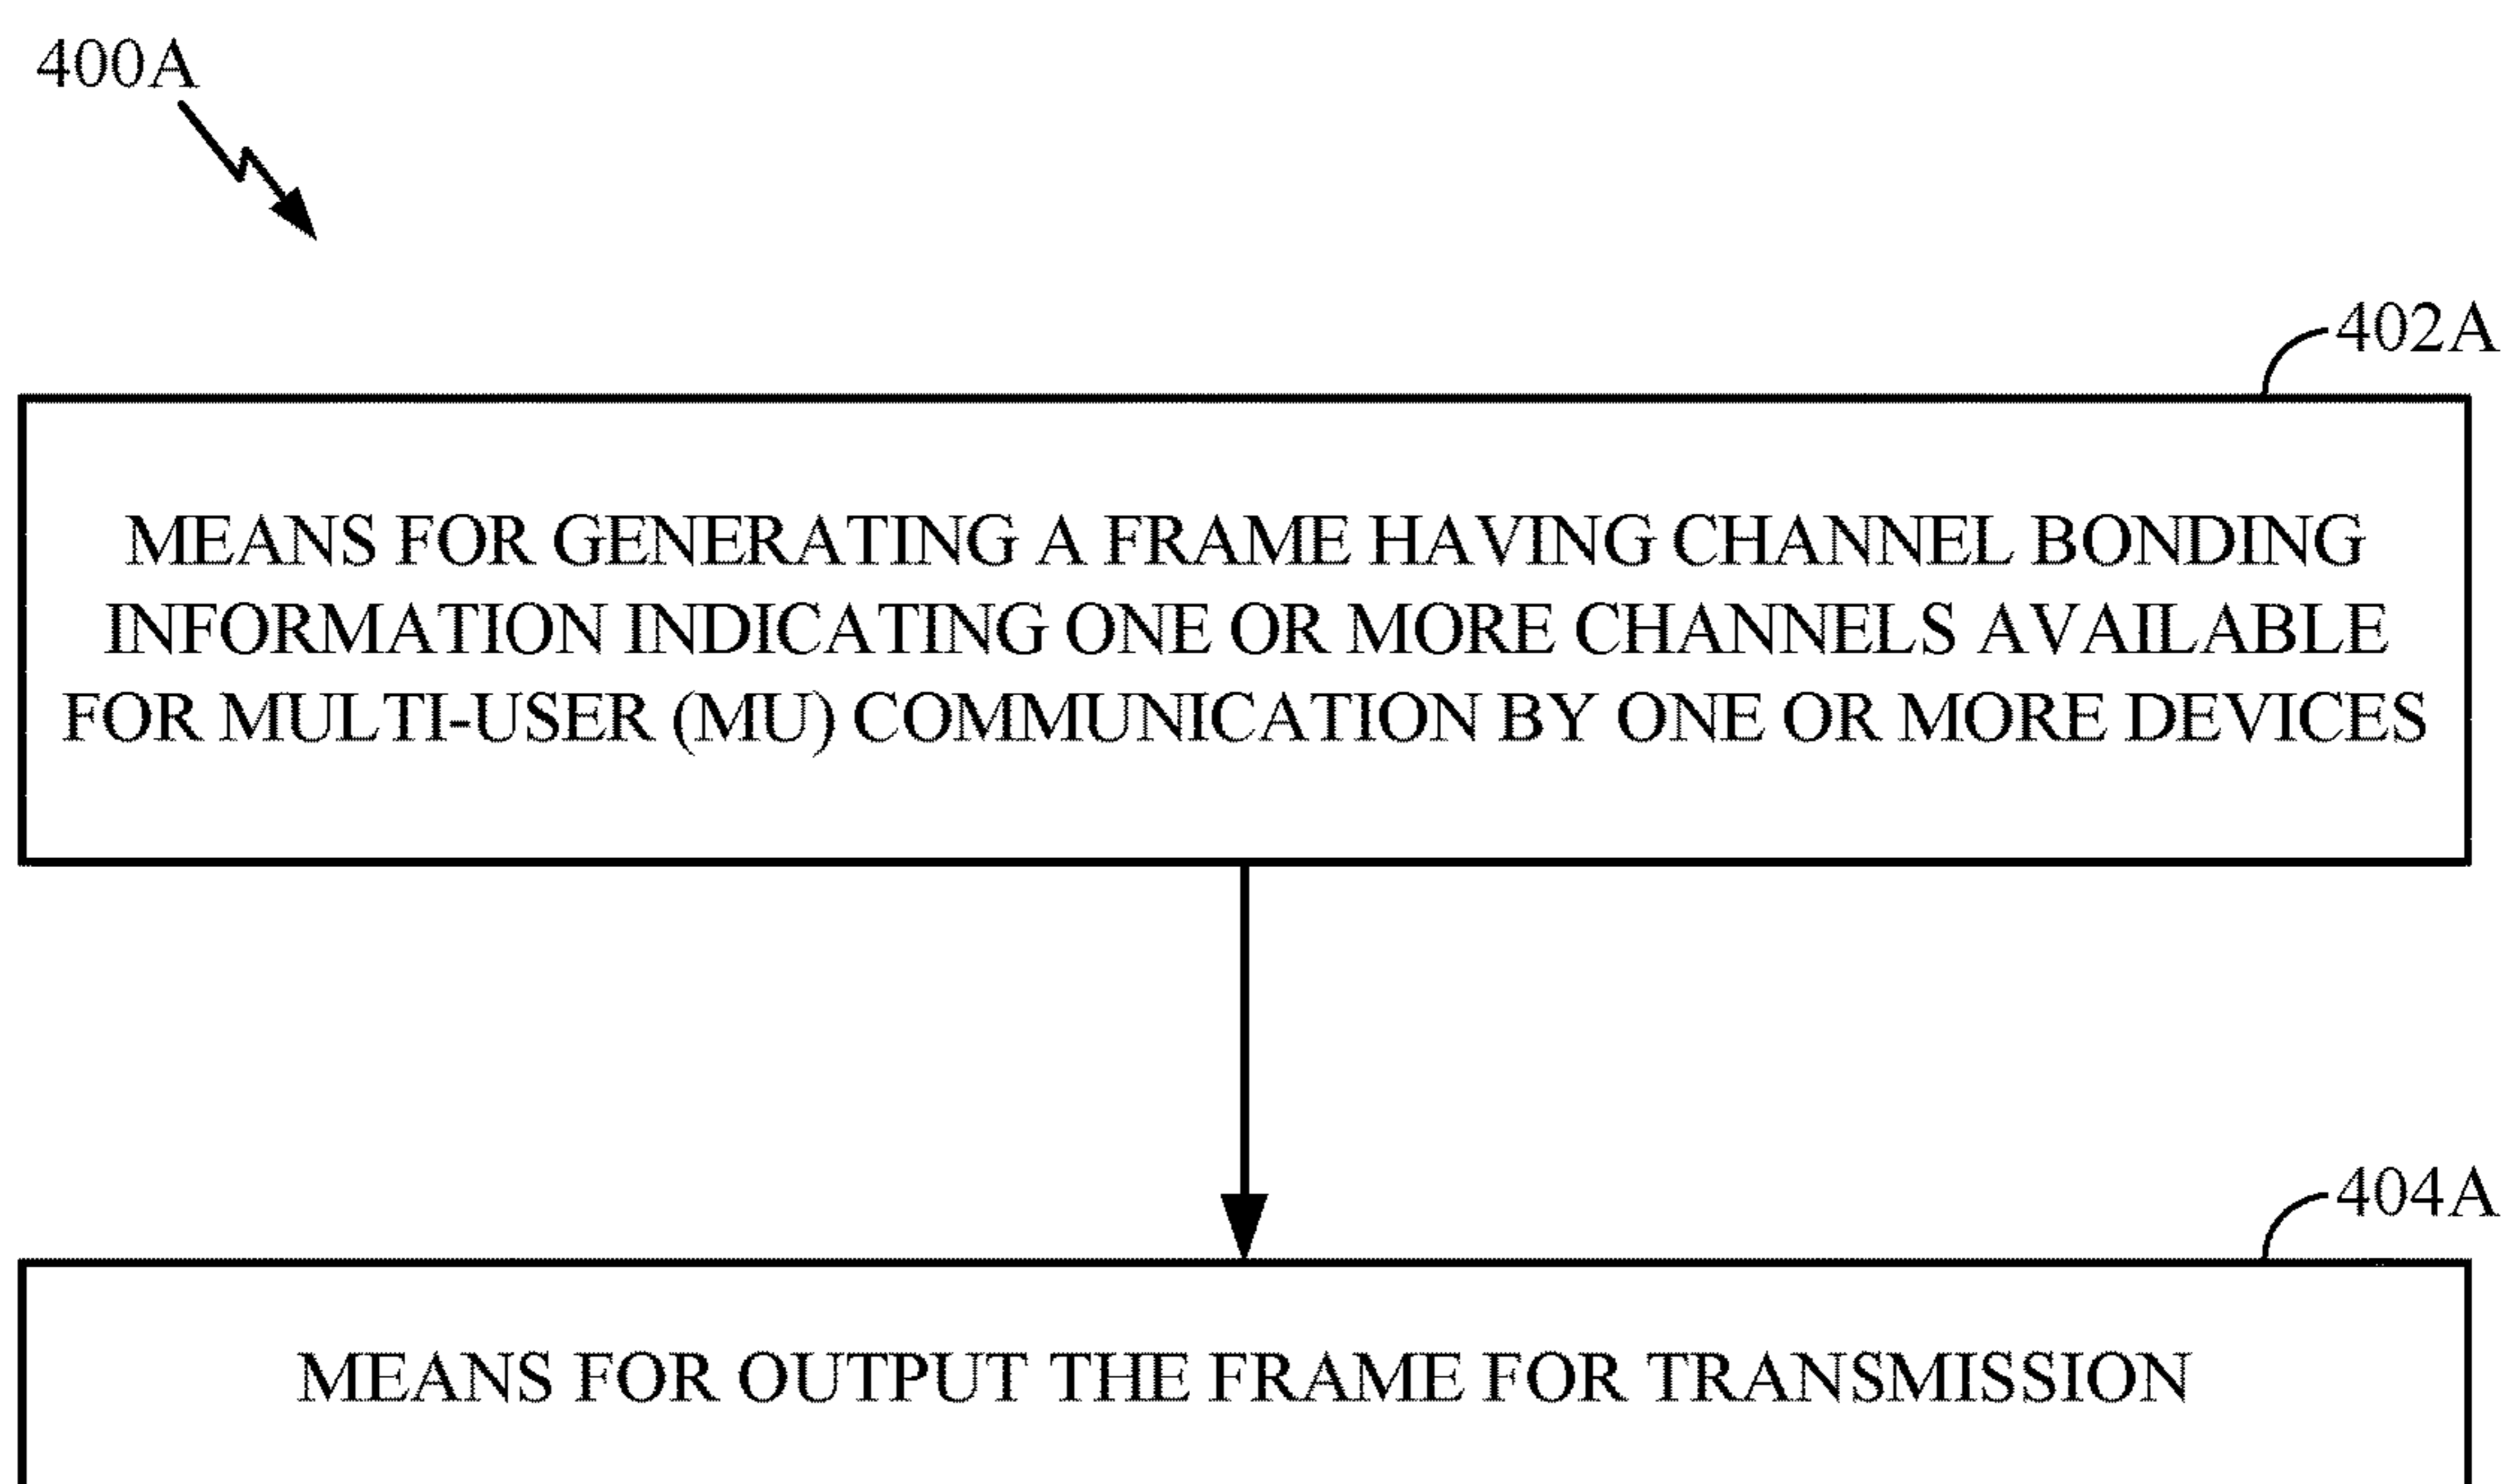 400A
402A
MEANS FOR GENERATING A FRAME HAVING CHANNEL BONDING
INFORMATION INDICATING ONE OR MORE CHANNELS AVAILABLE
FOR MULTI-USER (MU) COMMUNICATION BY ONE OR MORE DEVICES
404A
MEANS FOR OUTPUT THE FRAME FOR TRANSMISSION